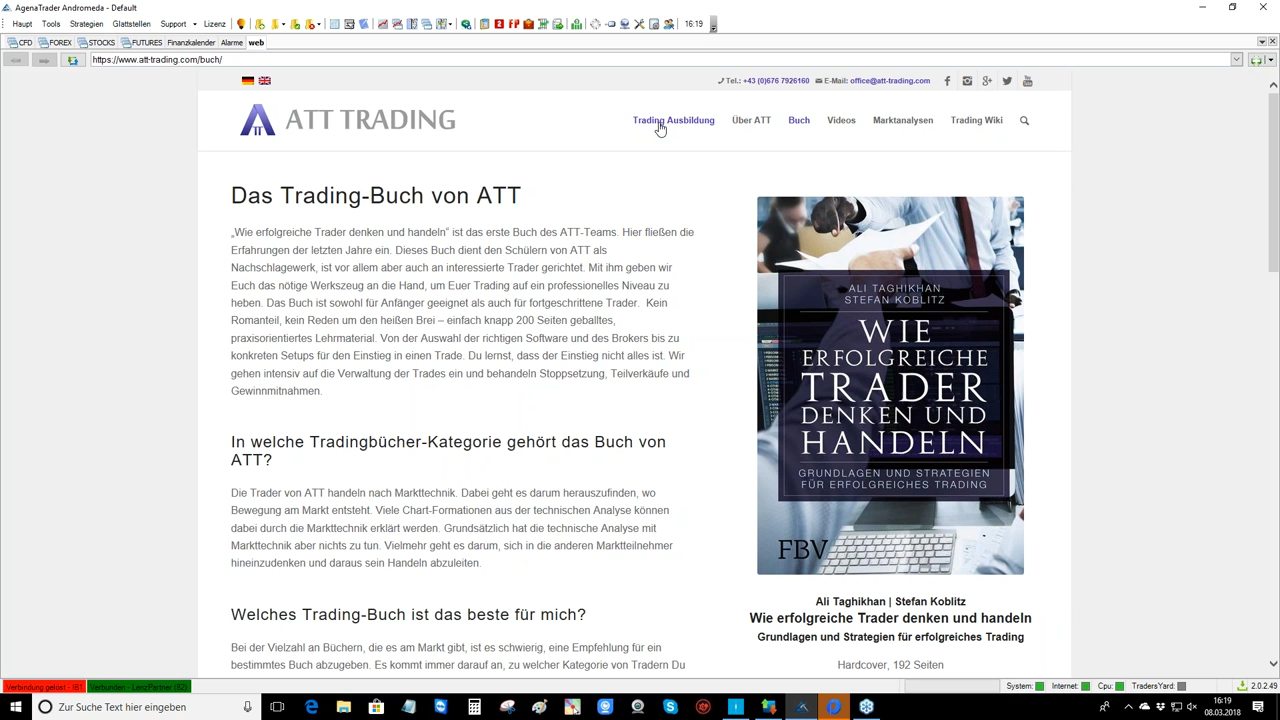 AgenaTrader Andromeda - Default
Haupt Tools Strategien Glattstellen Support Lizenz 16:19
CFD FOREX STOCKS FUTURES Finanzkalender Alarme web
https://www.att-trading.com/buch/
Tel.: +43 (0)676 7926160 E-Mail: office@att-trading.com
ATT TRADING
Trading Ausbildung Über ATT Buch Videos Marktanalysen Trading Wiki
Das Trading-Buch von ATT
„Wie erfolgreiche Trader denken und handeln“ ist das erste Buch des ATT-Teams. Hier fließen die
Erfahrungen der letzten Jahre ein. Dieses Buch dient den Schülern von ATT als
Nachschlagewerk, ist vor allem aber auch an interessierte Trader gerichtet. Mit ihm geben wir
Euch das nötige Werkszeug an die Hand, um Euer Trading auf ein professionelles Niveau zu
heben. Das Buch ist sowohl für Anfänger geeignet als auch für fortgeschrittene Trader. Kein
Romanteil, kein Reden um den heißen Brei – einfach knapp 200 Seiten geballtes,
praxisorientiertes Lehrmaterial. Von der Auswahl der richtigen Software und des Brokers bis zu
konkreten Setups für den Einstieg in einen Trade. Du lernst, dass der Einstieg nicht alles ist. Wir
gehen intensiv auf die Verwaltung der Trades ein und behandeln Stoppsetzung, Teilverkäufe und
Gewinnmitnahmen.
In welche Tradingbücher-Kategorie gehört das Buch von
ATT?
Die Trader von ATT handeln nach Markttechnik. Dabei geht es darum herauszufinden, wo
Bewegung am Markt entsteht. Viele Chart-Formationen aus der technischen Analyse können
dabei durch die Markttechnik erklärt werden. Grundsätzlich hat die technische Analyse mit
Markttechnik aber nichts zu tun. Vielmehr geht es darum, sich in die anderen Marktteilnehmer
hineinzudenken und daraus sein Handeln abzuleiten.
Welches Trading-Buch ist das beste für mich?
Bei der Vielzahl an Büchern, die es am Markt gibt, ist es schwierig, eine Empfehlung für ein
bestimmtes Buch abzugeben. Es kommt immer darauf an, zu welcher Kategorie von Tradern Du
ALI TAGHIKHAN
STEFAN KOBLITZ
WIE
ERFOLGREICHE
TRADER
DENKEN UND
HANDELN
GRUNDLAGEN UND STRATEGIEN
FÜR ERFOLGREICHES TRADING
FBV
Ali Taghikhan | Stefan Koblitz
Wie erfolgreiche Trader denken und handeln
Grundlagen und Strategien für erfolgreiches Trading
Hardcover, 192 Seiten
Verbindung gelöst - IB1 Verbunden - LenzPartner (82) System: Internet: Cpu: TradersYard: 2.0.2.49
Zur Suche Text hier eingeben
16:19
08.03.2018